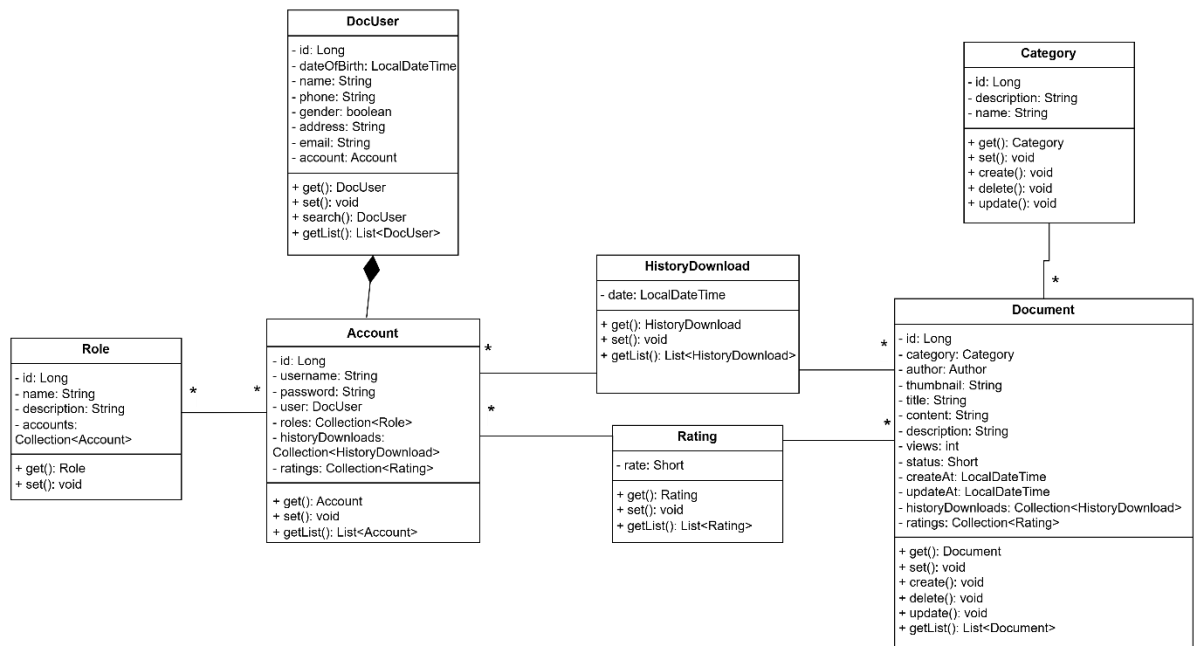 DocUser
- id: Long
- dateOfBirth: LocalDateTime
- name: String
- phone: String
- gender: boolean
- address: String
- email: String
- account: Account
+ get(): DocUser
+ set(): void
+ search(): DocUser
+ getList(): List<DocUser>
Category
- id: Long
- description: String
- name: String
+ get(): Category
+ set(): void
+ create(): void
+ delete(): void
+ update(): void
*
HistoryDownload
- date: LocalDateTime
+ get(): HistoryDownload
+ set(): void
+ getList(): List<HistoryDownload>
Role
- id: Long
- name: String
- description: String
- accounts:
Collection<Account>
+ get(): Role
+ set(): void
*
*
Account
- id: Long
- username: String
- password: String
- user: DocUser
- roles: Collection<Role>
- historyDownloads:
Collection<HistoryDownload>
- ratings: Collection<Rating>
+ get(): Account
+ set(): void
+ getList(): List<Account>
*
*
Rating
- rate: Short
+ get(): Rating
+ set(): void
+ getList(): List<Rating>
*
*
Document
- id: Long
- category: Category
- author: Author
- thumbnail: String
- title: String
- content: String
- description: String
- views: int
- status: Short
- createAt: LocalDateTime
- updateAt: LocalDateTime
- historyDownloads: Collection<HistoryDownload>
- ratings: Collection<Rating>
+ get(): Document
+ set(): void
+ create(): void
+ delete(): void
+ update(): void
+ getList(): List<Document>